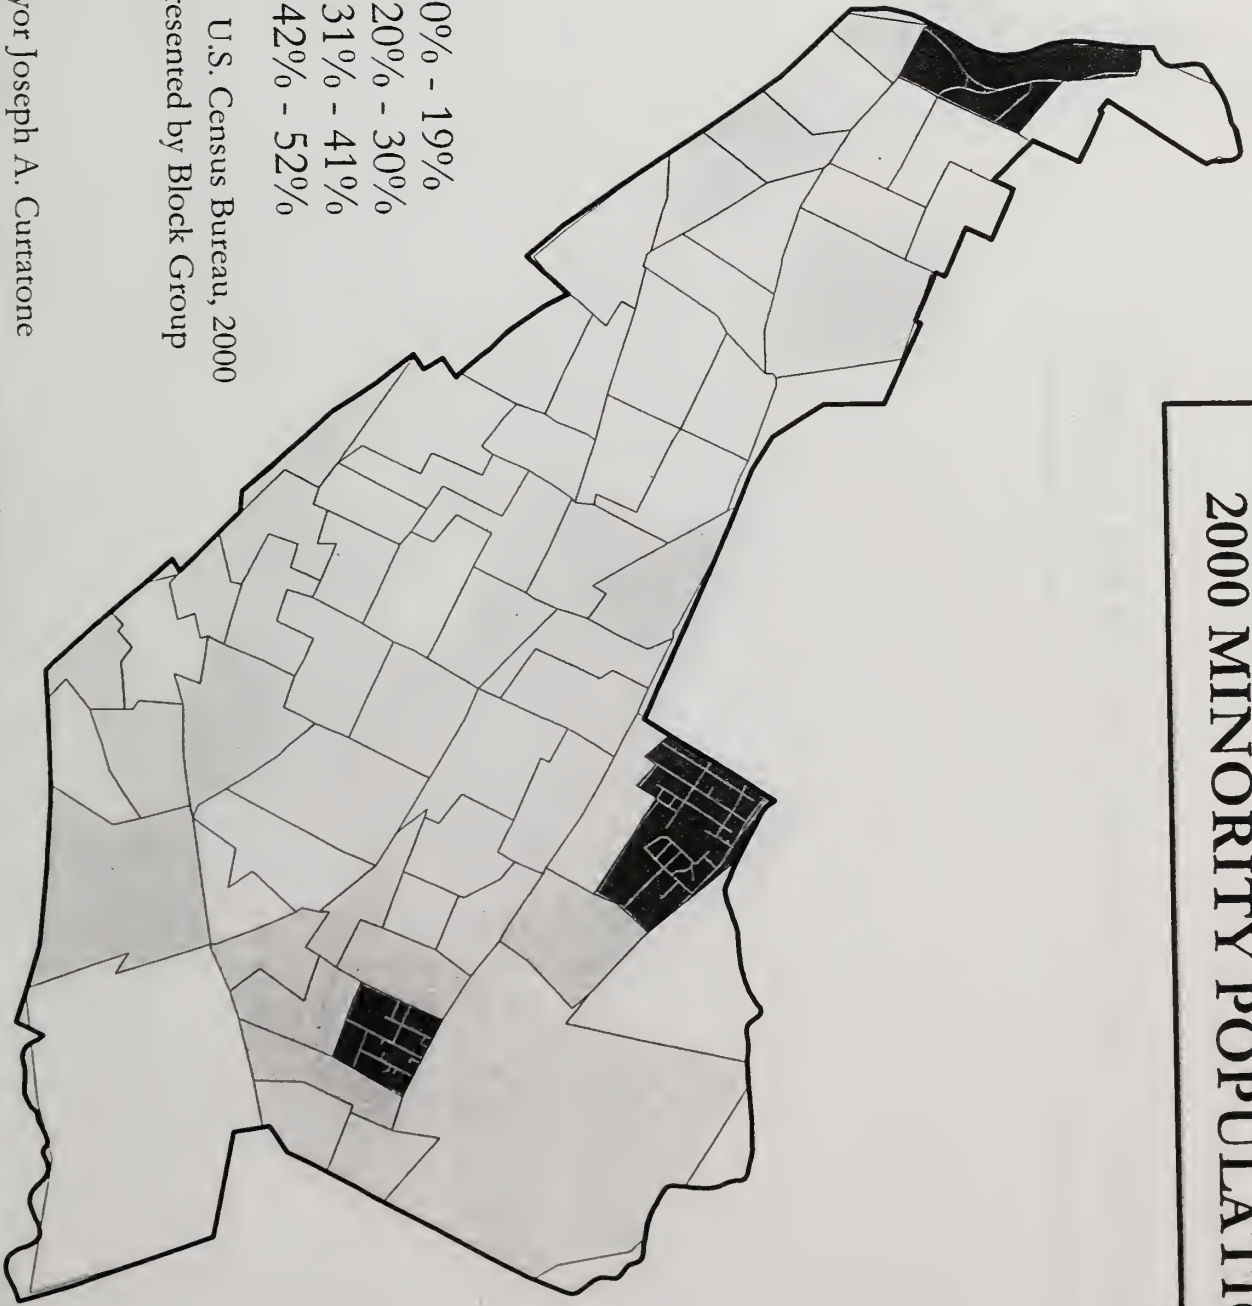 2000 MINORITY POPULATI
0% - 19%
20% - 30%
31% - 41%
42% - 52%
U.S. Census Bureau, 2000
resented by Block Group
yor Joseph A. Curtatone